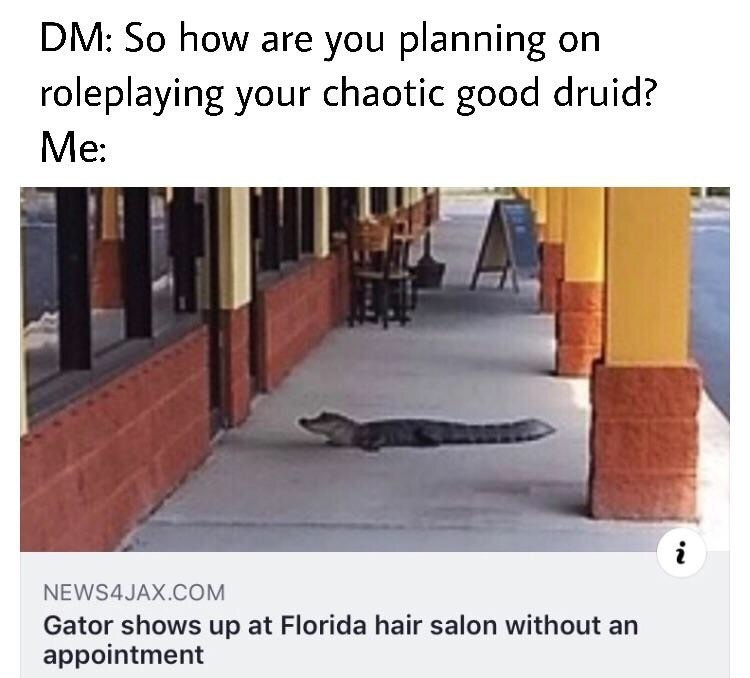 DM: So how are you planning on
roleplaying your chaotic good druid?
Me:
i
NEWS4JAX.COM
Gator shows up at Florida hair salon without an
appointment